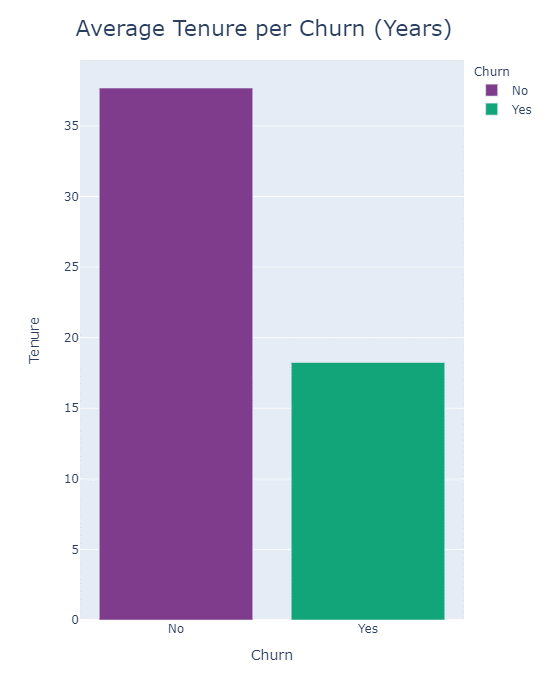 Average Tenure per Churn (Years)
Churn
No
Yes
35
30
25
20
15
10
5
0
Tenure
No Yes
Churn